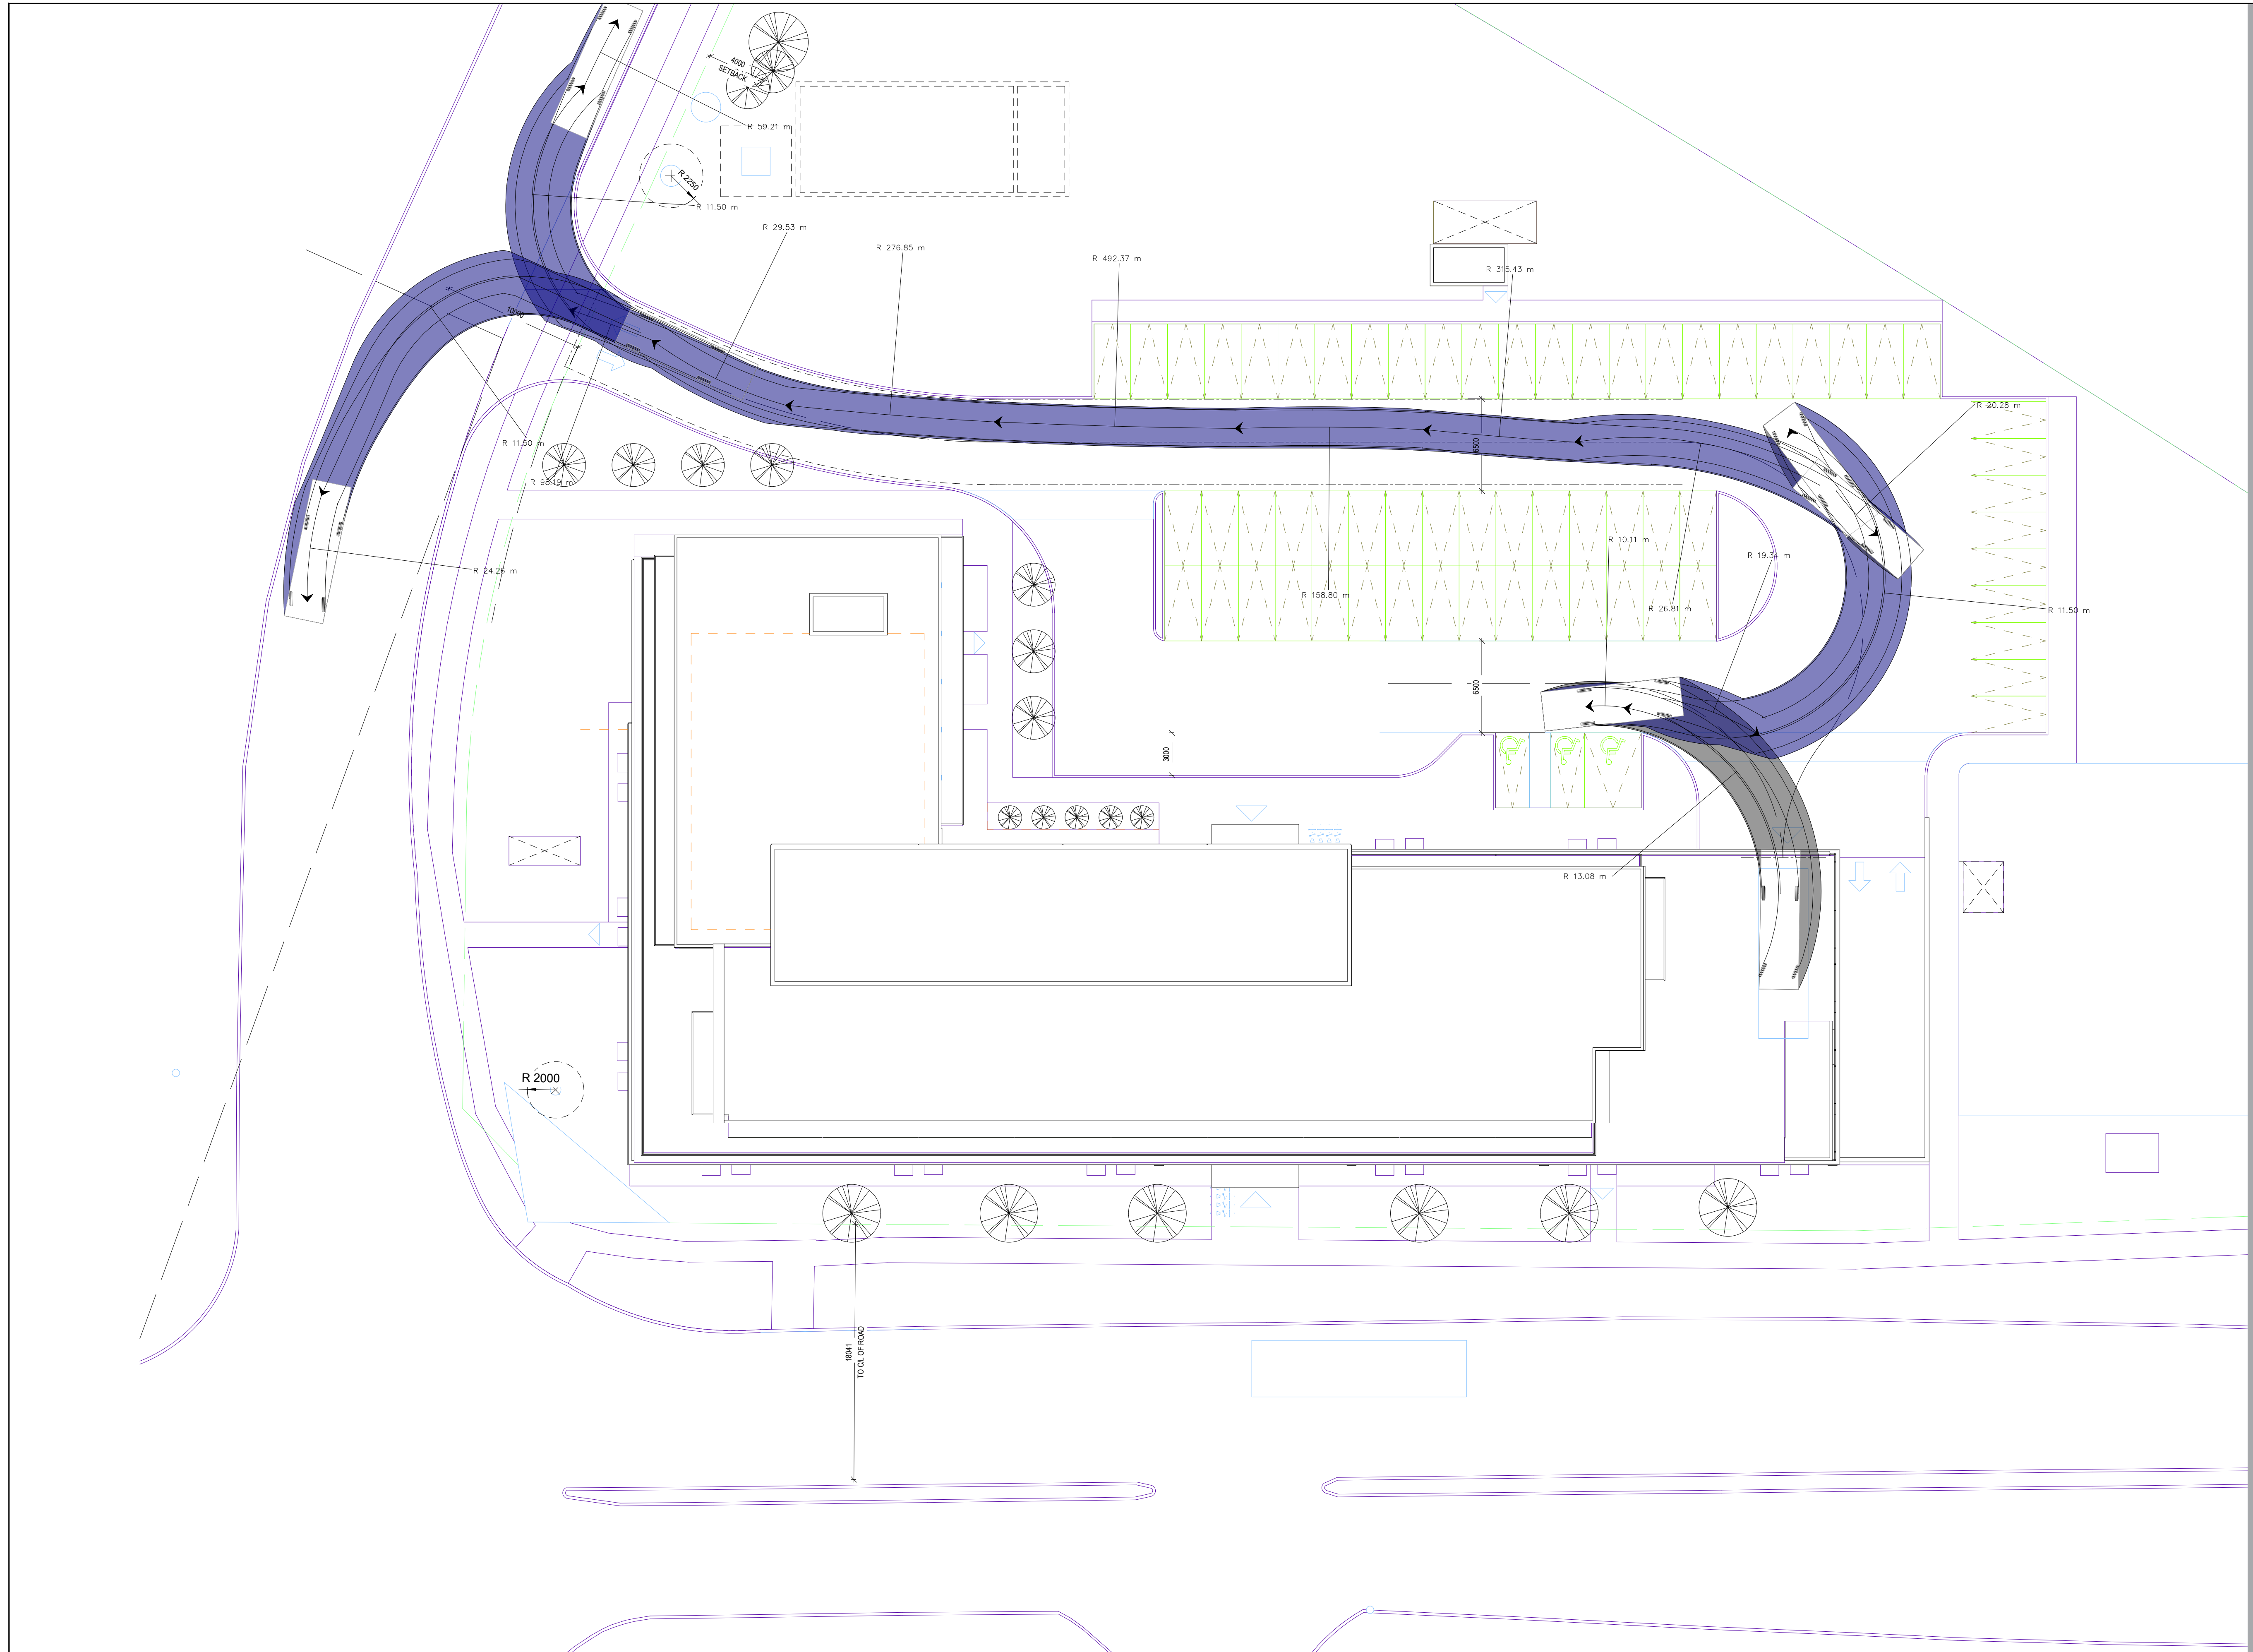 4000
SETBACK
R 59.21 m
R 2250
R 11.50 m
R 29.53 m
R 276.85 m
R 492.37 m
R 315.43 m
10000
R 20.28 m
R 11.50 m
6500
R 98.19 m
R 10.11 m
R 19.34 m
R 24.26 m
R 158.80 m
R 26.81 m
R 11.50 m
6500
3000
R 13.08 m
R 2000
18041
TO C/L OF ROAD